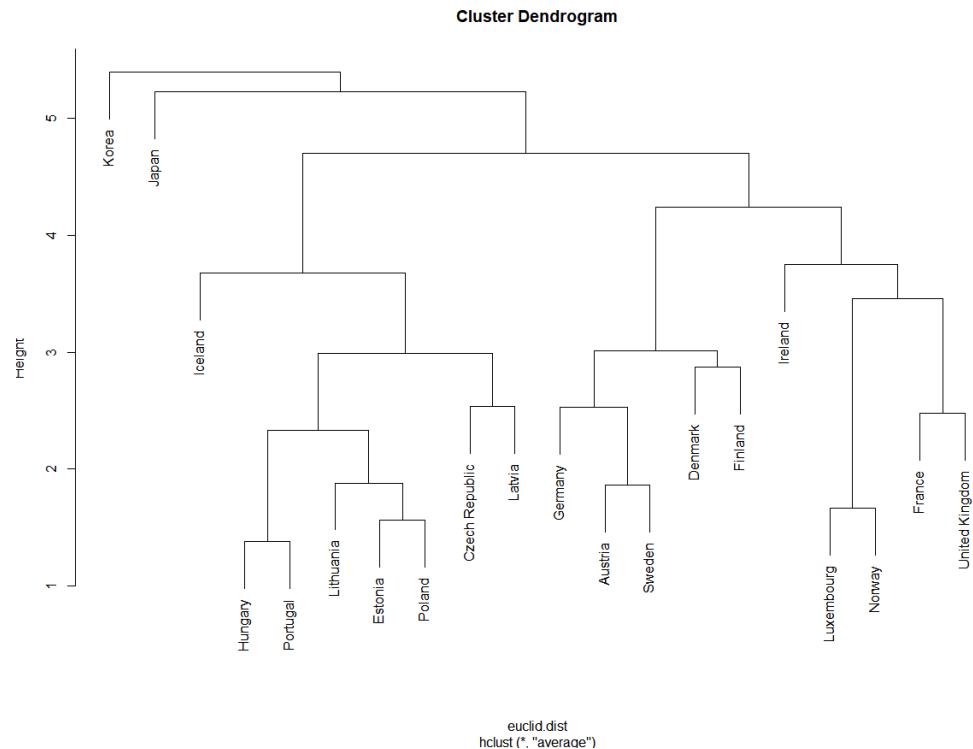 Cluster Dendrogram
Height
5
4
3
2
1
Korea
Japan
Iceland
Hungary
Portugal
Lithuania
Estonia
Poland
Czech Republic
Latvia
Germany
Austria
Sweden
Denmark
Finland
Ireland
Luxembourg
Norway
France
United Kingdom
euclid.dist
hclust (*, "average")